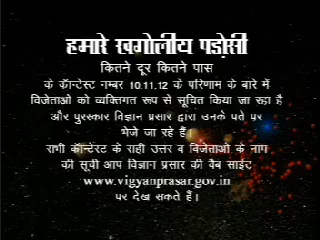 हमारे खगोलीय पड़ोसी
कितने दूर कितने पास
के कॉन्टेस्ट नम्बर 10.11.12 के परिणाम के बारे में
विजेताओं को व्यक्तिगत रूप से सूचित किया जा रहा है
और पुरस्कार विज्ञान प्रसार द्वारा उनके पते पर
भेजे जा रहे हैं।
सभी कॉन्टेस्ट के सही उत्तर व विजेताओं के नाम
की सूची आप विज्ञान प्रसार की वैब साईट
www.vigyanprasar.gov.in
पर देख सकते हैं।